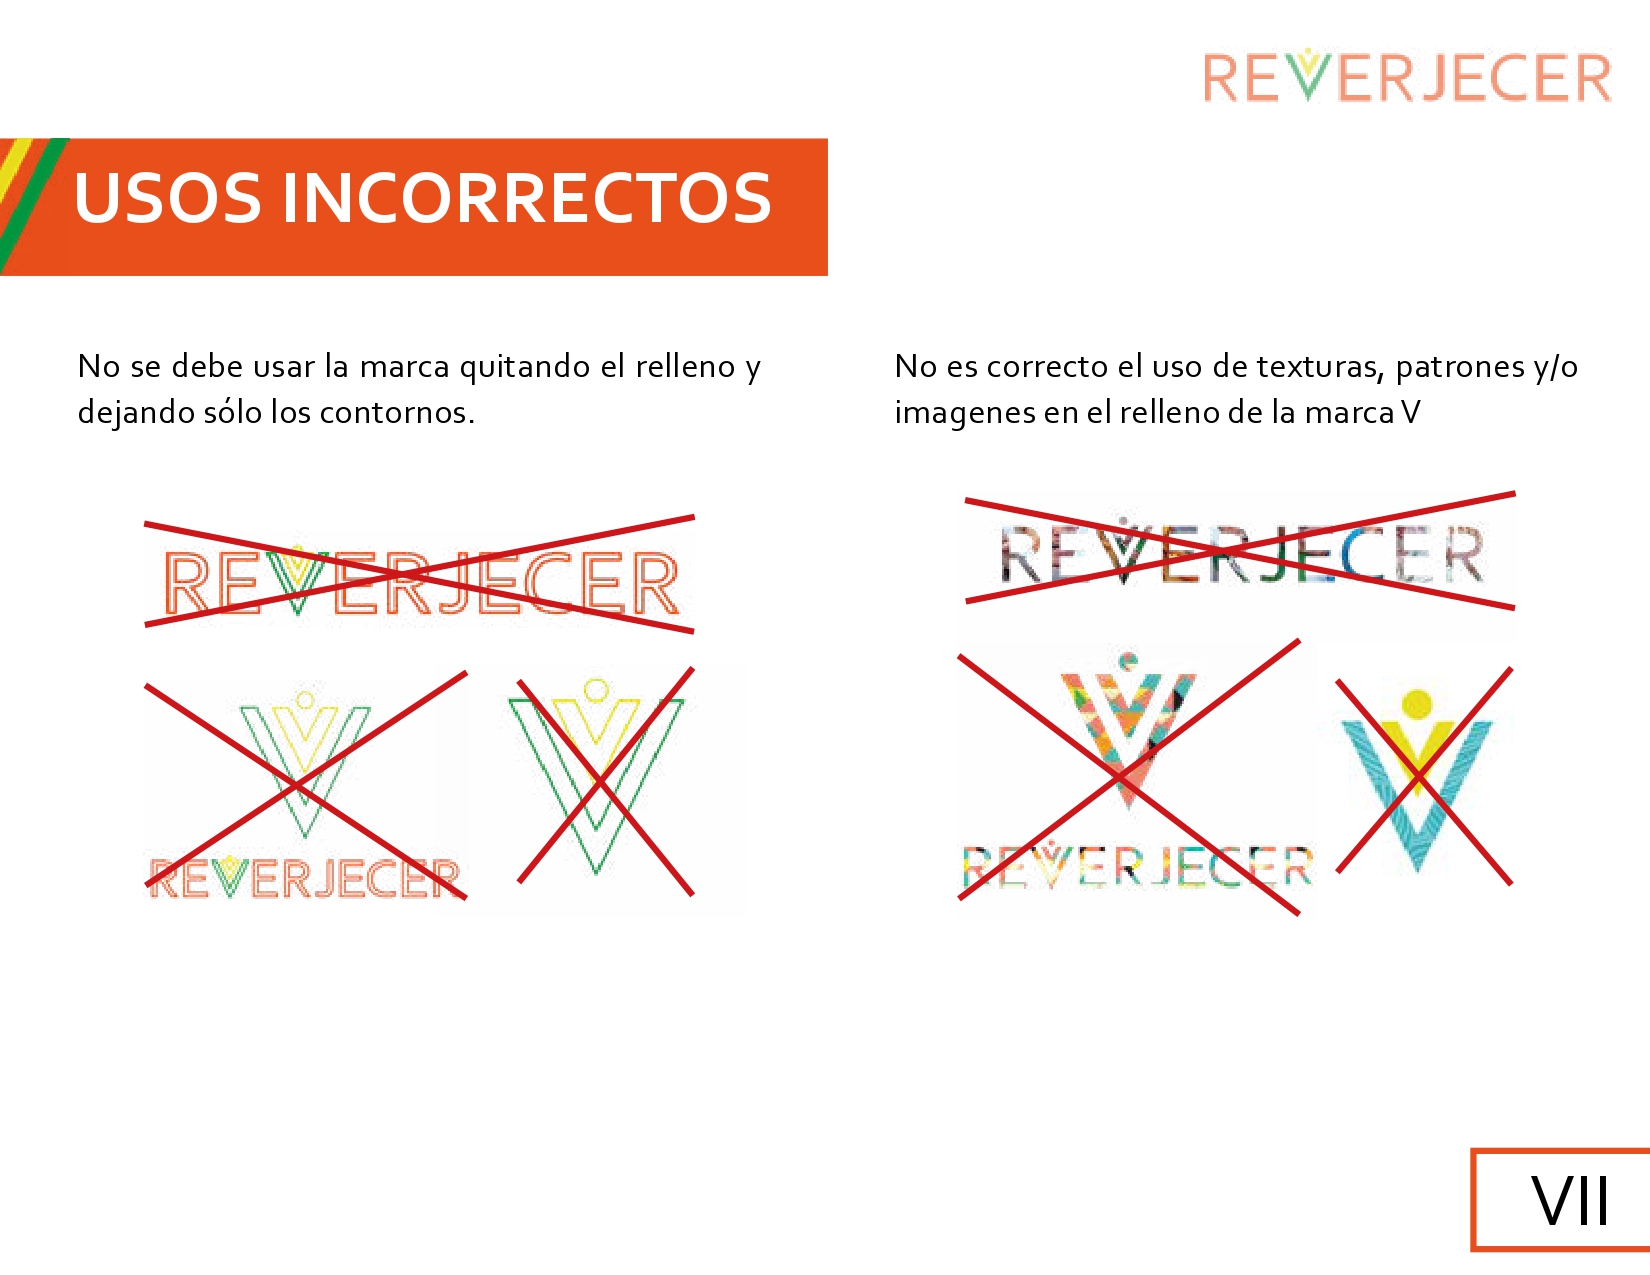 REVERJECER
USOS INCORRECTOS
No se debe usar la marca quitando el relleno y
dejando sólo los contornos.
REVERJECER
REVERJECER
No es correcto el uso de texturas, patrones y/o
imagenes en el relleno de la marca V
REVERJECER
REVERJECER
VII